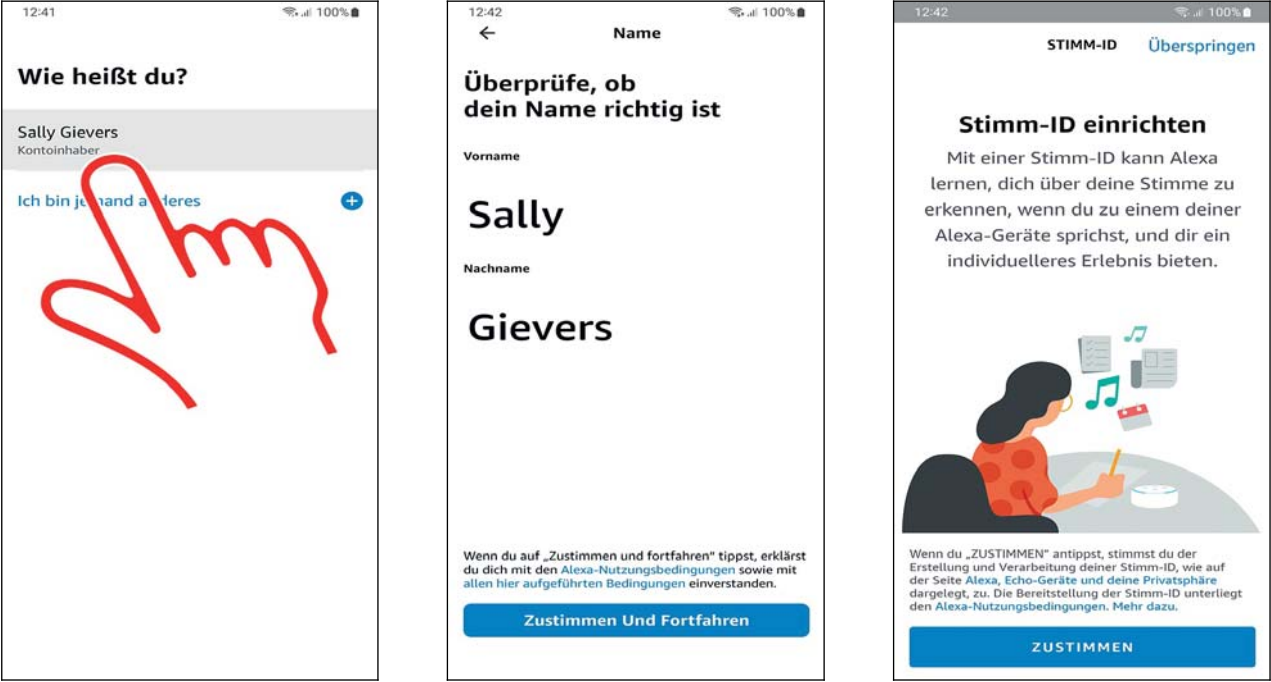 12:41
100%
Wie heißt du?
Sally Gievers
Kontoinhaber
Ich bin jemand anderes
12:42
100%
Name
Überprüfe, ob
dein Name richtig ist
Vorname
Sally
Nachname
Gievers
Wenn du auf „Zustimmen und fortfahren" tippst, erklärst
du dich mit den Alexa-Nutzungsbedingungen sowie mit
allen hier aufgeführten Bedingungen einverstanden.
Zustimmen Und Fortfahren
12:42
100%
STIMM-ID
Überspringen
Stimm-ID einrichten
Mit einer Stimm-ID kann Alexa
lernen, dich über deine Stimme zu
erkennen, wenn du zu einem deiner
Alexa-Geräte sprichst, und dir ein
individuelleres Erlebnis bieten.
Wenn du „ZUSTIMMEN" antippst, stimmst du der
Erstellung und Verarbeitung deiner Stimm-ID, wie auf
der Seite Alexa, Echo-Geräte und deine Privatsphäre
dargelegt, zu. Die Bereitstellung der Stimm-ID unterliegt
den Alexa-Nutzungsbedingungen. Mehr dazu.
ZUSTIMMEN